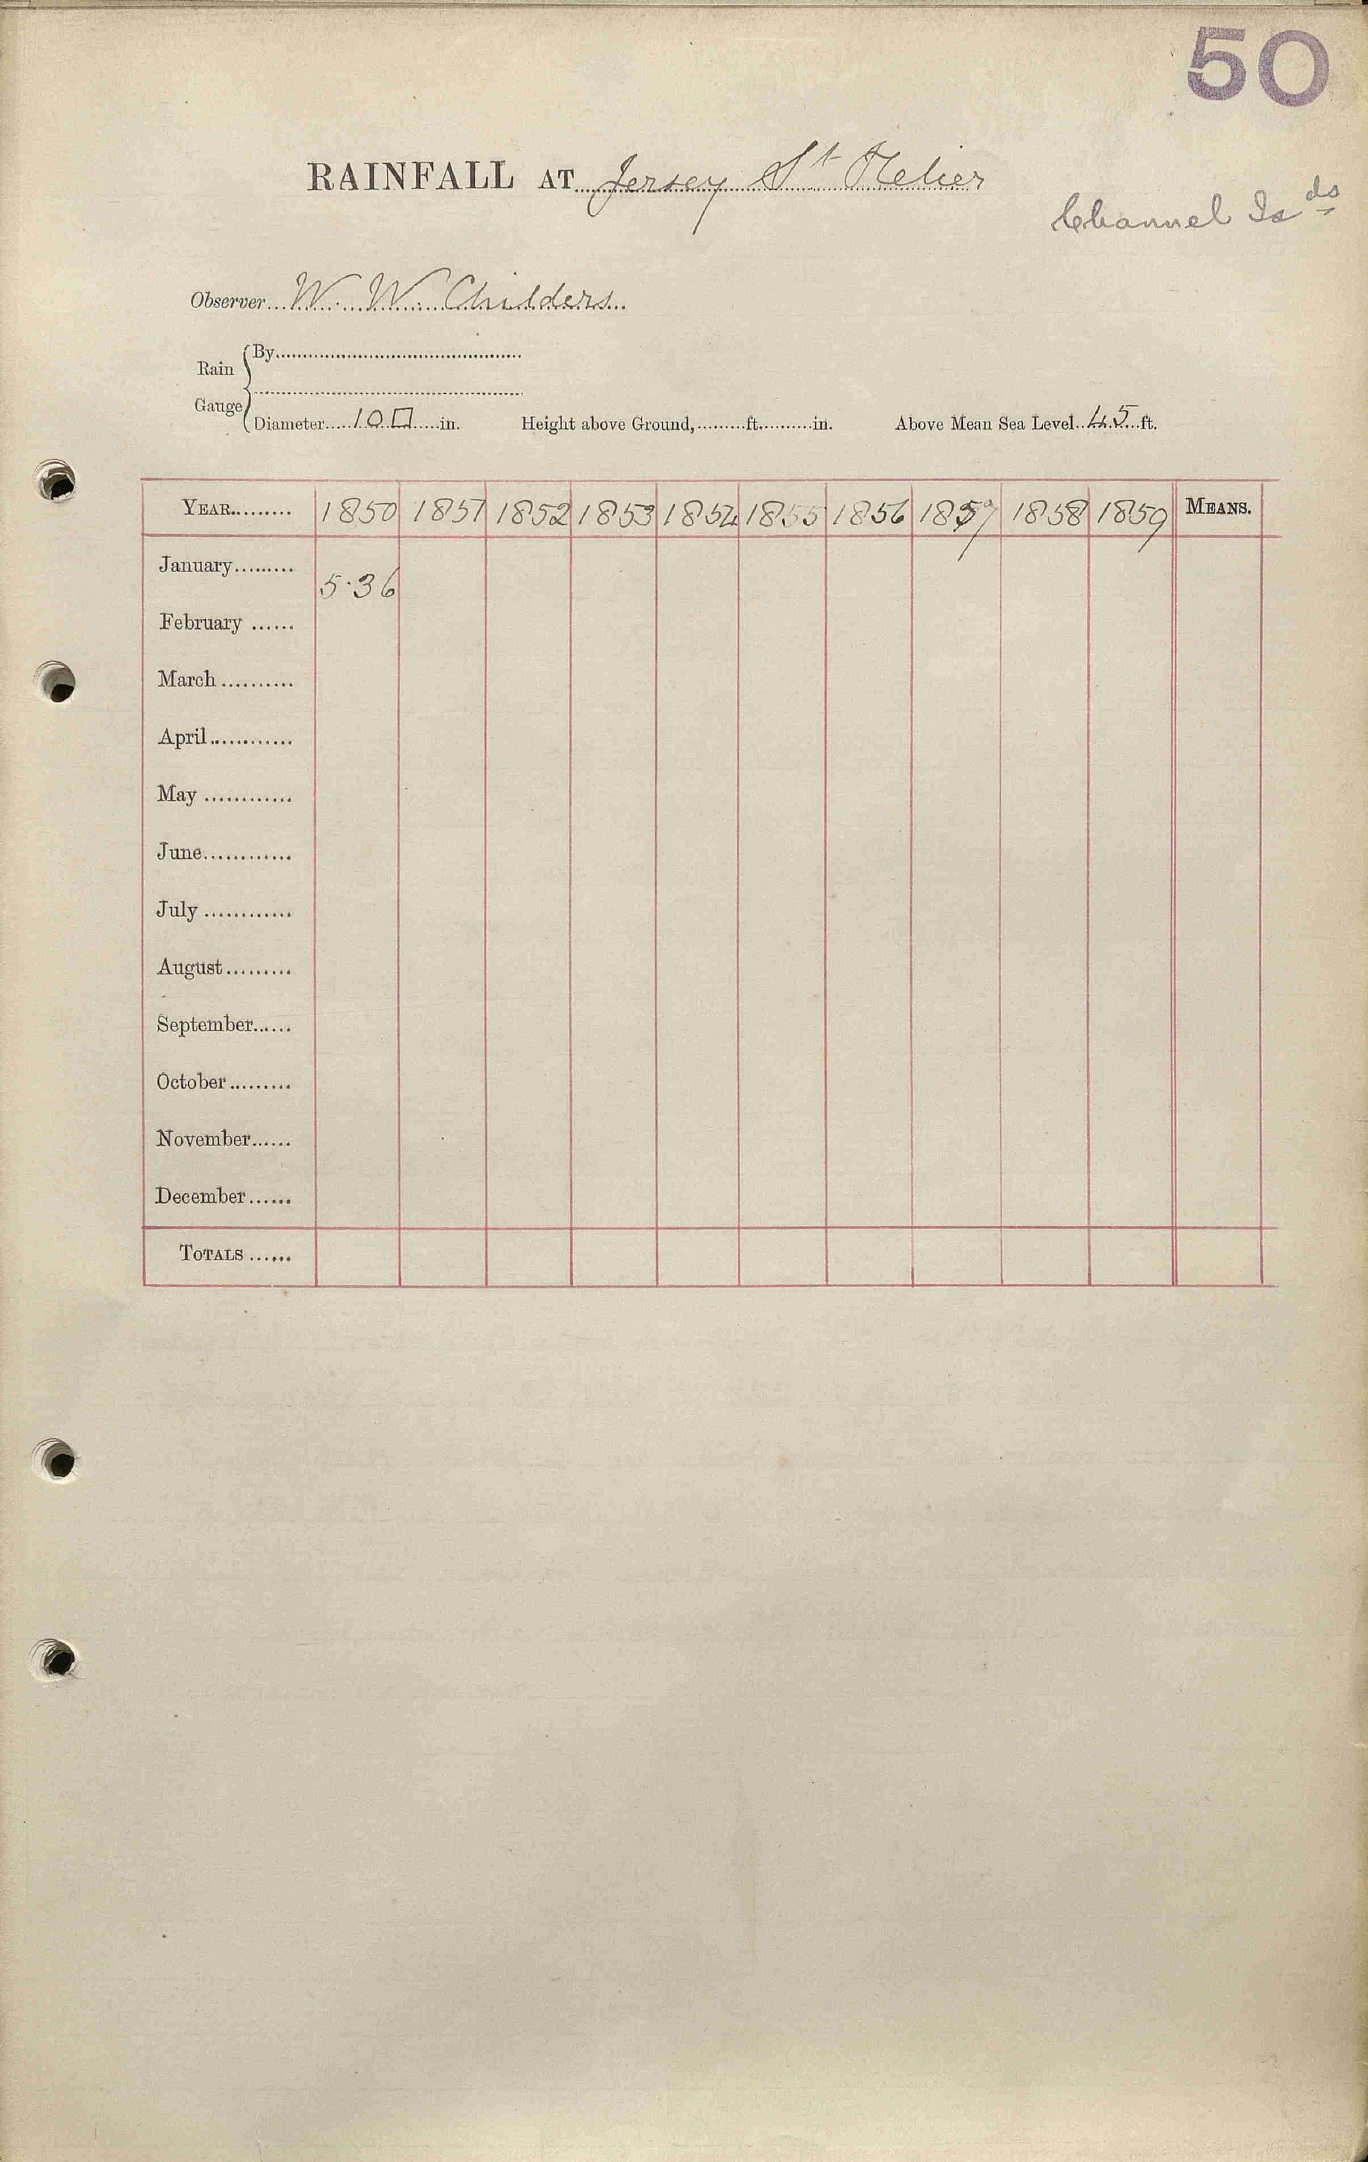 50
RAINFALL AT Jersey St Helier
Channel Isds
Observer W. W. Childers
Rain Gauge { By
Diameter 10 □ in. Height above Ground, ft. in. Above Mean Sea Level 45 ft.
YEAR 1850 1851 1852 1853 1854 1855 1856 1857 1858 1859 MEANS.
January 5.36
February
March
April
May
June
July
August
September
October
November
December
TOTALS